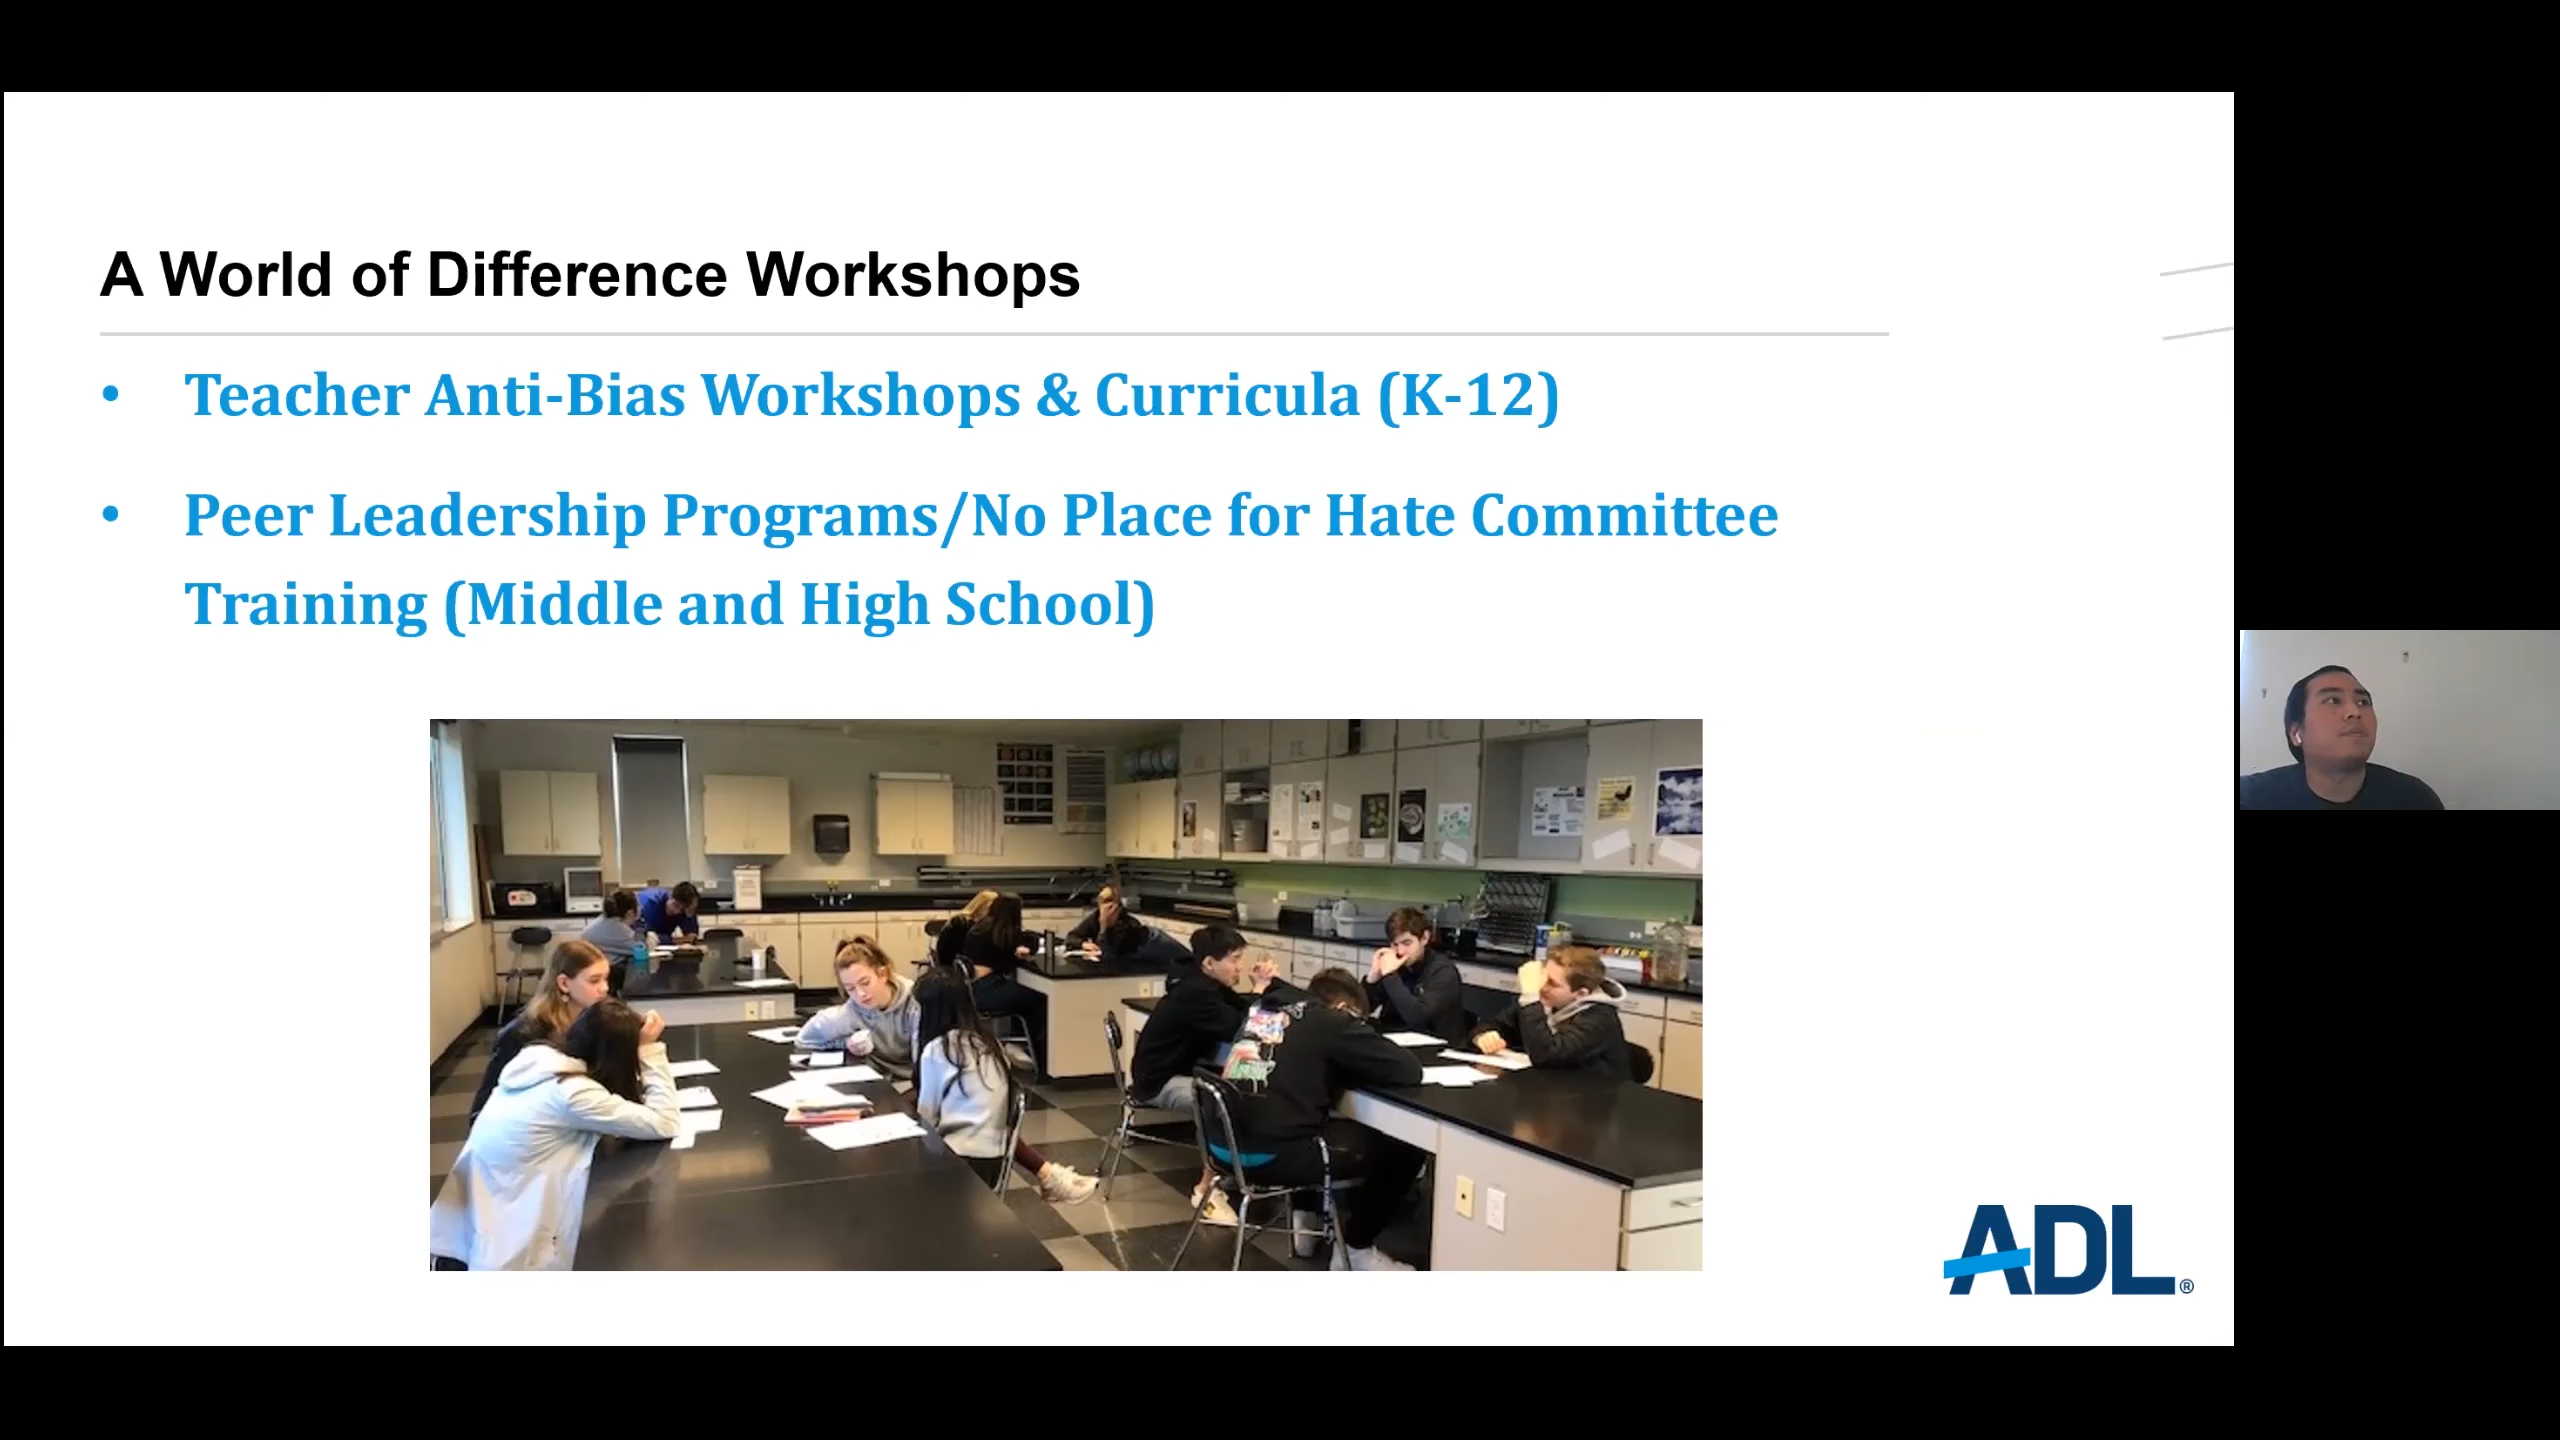 A World of Difference Workshops
• Teacher Anti-Bias Workshops & Curricula (K-12)
• Peer Leadership Programs/No Place for Hate Committee
Training (Middle and High School)
ADL®